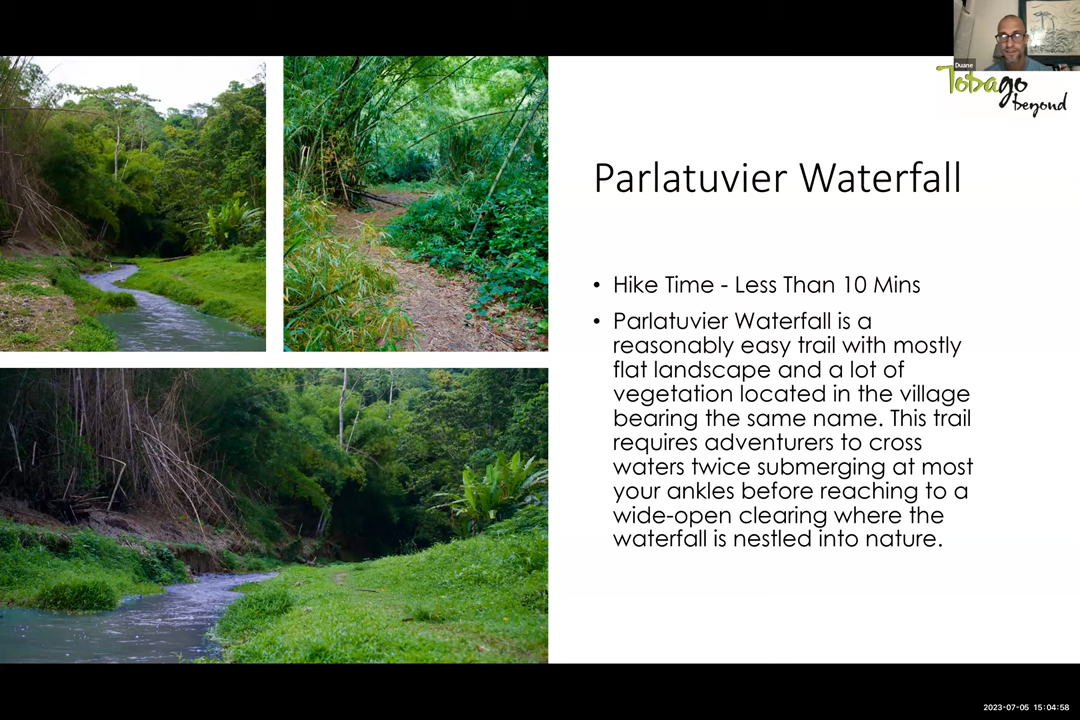 Duane
Tobago
beyond
Parlatuvier Waterfall
• Hike Time - Less Than 10 Mins
• Parlatuvier Waterfall is a
reasonably easy trail with mostly
flat landscape and a lot of
vegetation located in the village
bearing the same name. This trail
requires adventurers to cross
waters twice submerging at most
your ankles before reaching to a
wide-open clearing where the
waterfall is nestled into nature.
2023-07-05 15:04:58